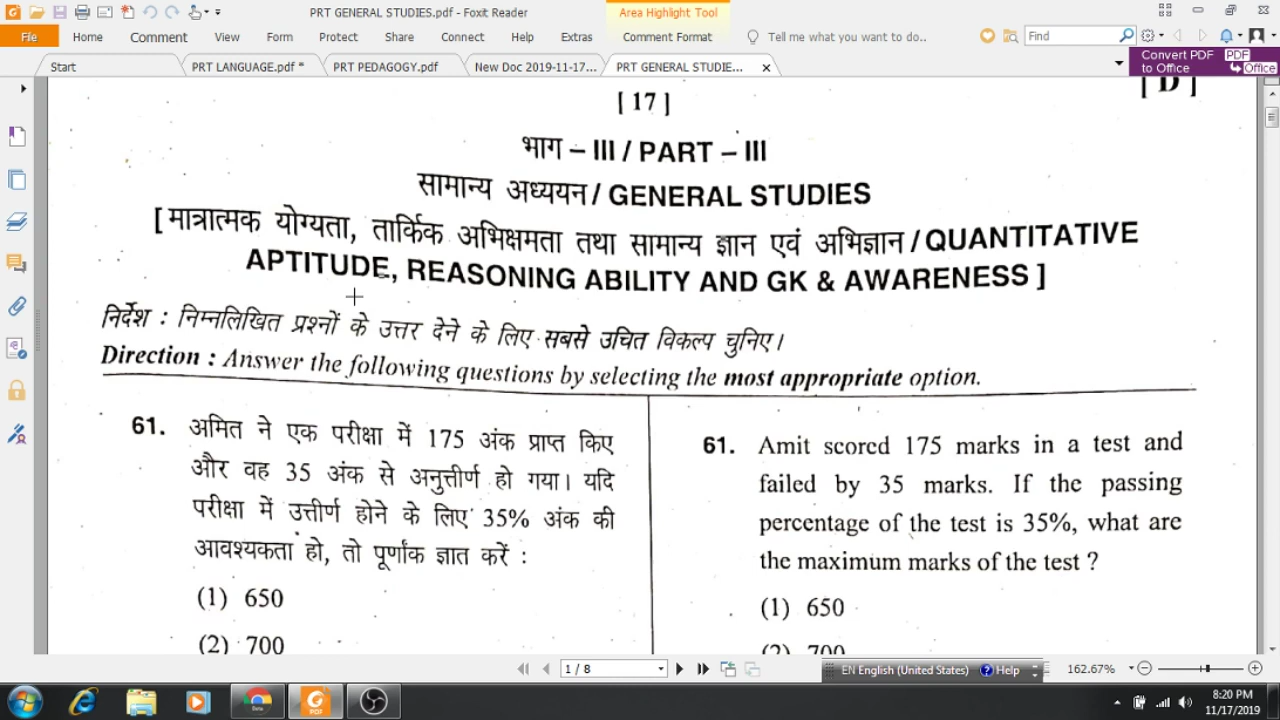 PRT GENERAL STUDIES.pdf - Foxit Reader
Area Highlight Tool
File Home Comment View Form Protect Share Connect Help Extras Comment Format Tell me what you want to do.. Find
Start PRT LANGUAGE.pdf * PRT PEDAGOGY.pdf New Doc 2019-11-17... PRT GENERAL STUDIE...
Convert PDF
to Office
PDF
Office
[ 17 ]
[ D ]
भाग – III / PART – III
सामान्य अध्ययन / GENERAL STUDIES
[ मात्रात्मक योग्यता, तार्किक अभिक्षमता तथा सामान्य ज्ञान एवं अभिज्ञान / QUANTITATIVE
APTITUDE, REASONING ABILITY AND GK & AWARENESS ]
निर्देश : निम्नलिखित प्रश्नों के उत्तर देने के लिए सबसे उचित विकल्प चुनिए।
Direction : Answer the following questions by selecting the most appropriate option.
61. अमित ने एक परीक्षा में 175 अंक प्राप्त किए
और वह 35 अंक से अनुत्तीर्ण हो गया। यदि
परीक्षा में उत्तीर्ण होने के लिए 35% अंक की
आवश्यकता हो, तो पूर्णांक ज्ञात करें :
(1) 650
(2) 700
61. Amit scored 175 marks in a test and
failed by 35 marks. If the passing
percentage of the test is 35%, what are
the maximum marks of the test ?
(1) 650
(2) 700
1 / 8
EN English (United States) Help
162.67%
8:20 PM
11/17/2019